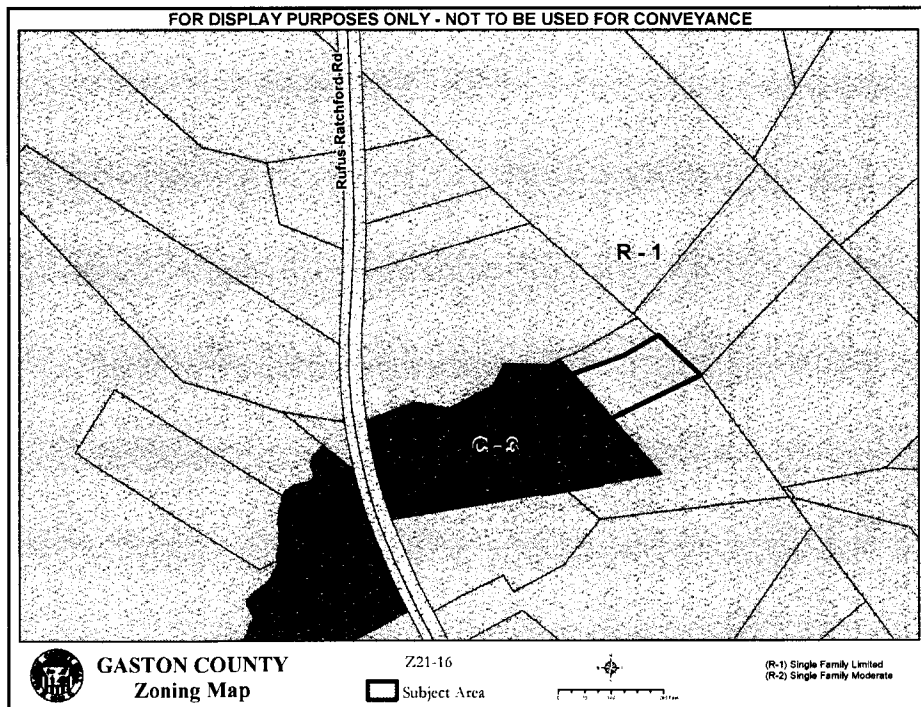 FOR DISPLAY PURPOSES ONLY - NOT TO BE USED FOR CONVEYANCE
Rufus-Ratchford-Rd
R - 1
C - 3
GASTON COUNTY
Zoning Map
Z21-16
Subject Area
(R-1) Single Family Limited
(R-2) Single Family Moderate